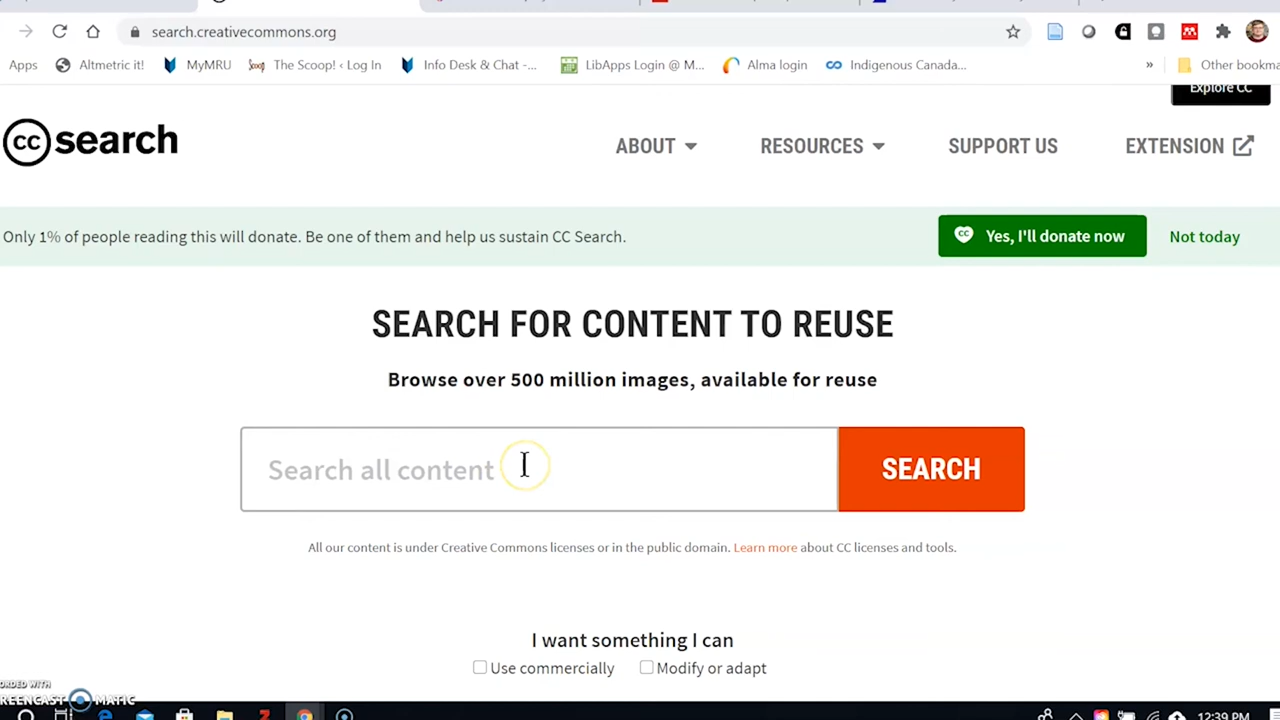 search.creativecommons.org
Apps Altmetric it! MyMRU The Scoop! ‹ Log In Info Desk & Chat -... LibApps Login @ M... Alma login Indigenous Canada... » Other bookma
Explore CC
cc search
ABOUT RESOURCES SUPPORT US EXTENSION
Only 1% of people reading this will donate. Be one of them and help us sustain CC Search. Yes, I'll donate now Not today
SEARCH FOR CONTENT TO REUSE
Browse over 500 million images, available for reuse
Search all content SEARCH
All our content is under Creative Commons licenses or in the public domain. Learn more about CC licenses and tools.
I want something I can
Use commercially Modify or adapt
ORDED WITH
REENCAST MATIC
12:39 PM